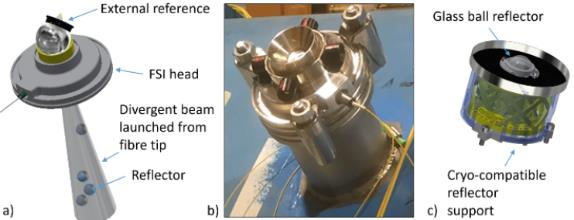 External reference
FSI head
Divergent beam
launched from
fibre tip
Reflector
a)
b)
Glass ball reflector
Cryo-compatible
reflector
support
c)